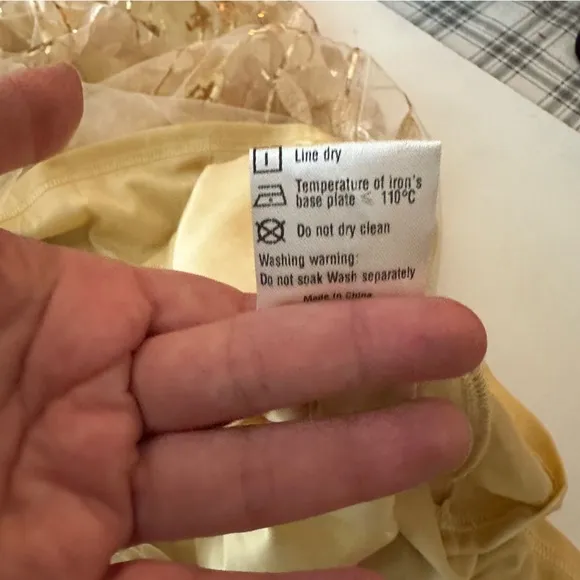 Line dry
Temperature of iron's
base plate ≤ 110°C
Do not dry clean
Washing warning:
Do not soak Wash separately
Made in China